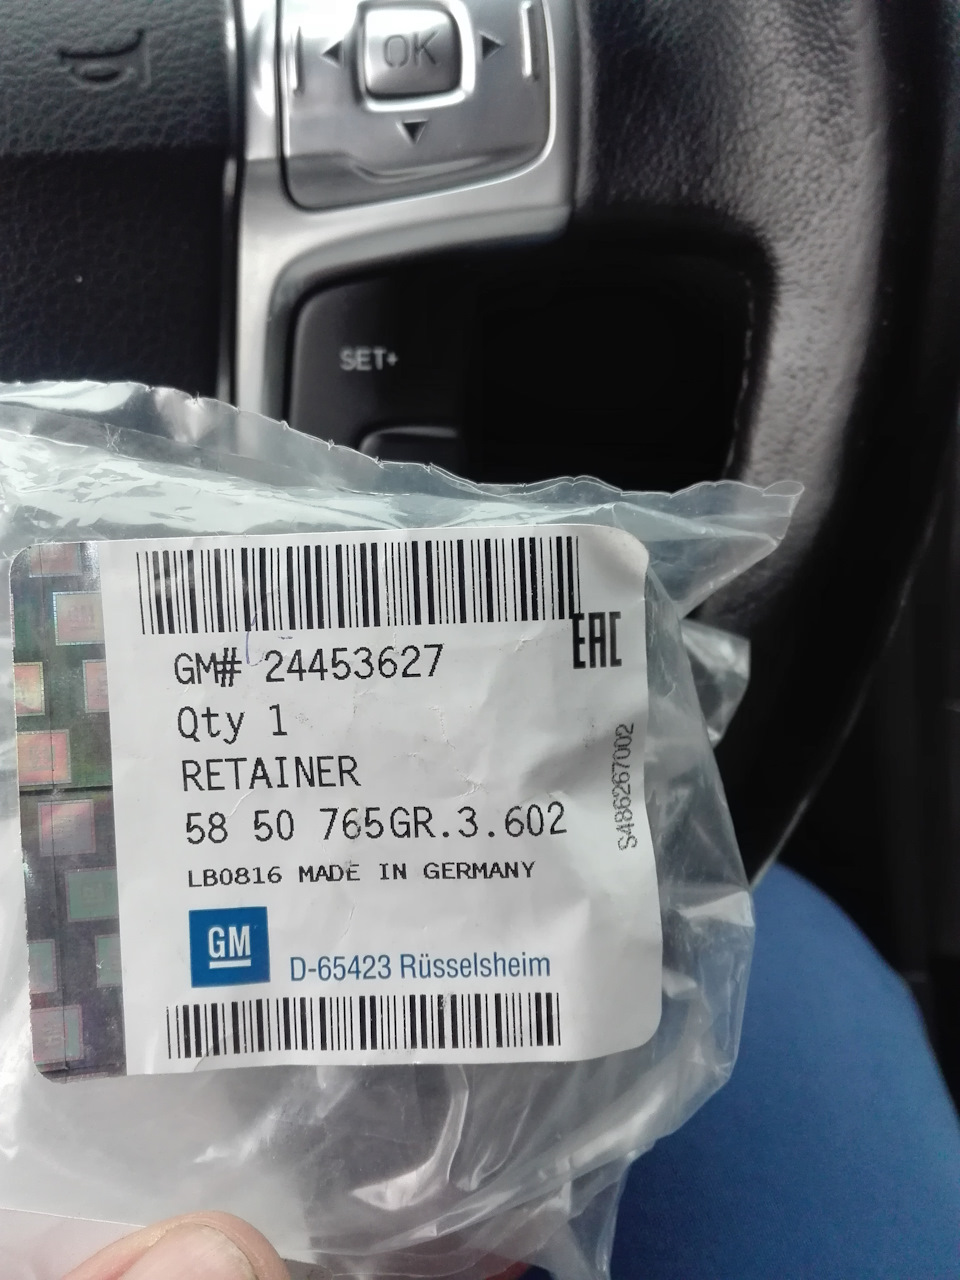 OK
SET+
GM# 24453627
EAC
Qty 1
RETAINER
58 50 765GR.3.602
LB0816 MADE IN GERMANY
S486267002
GM
D-65423 Rüsselsheim